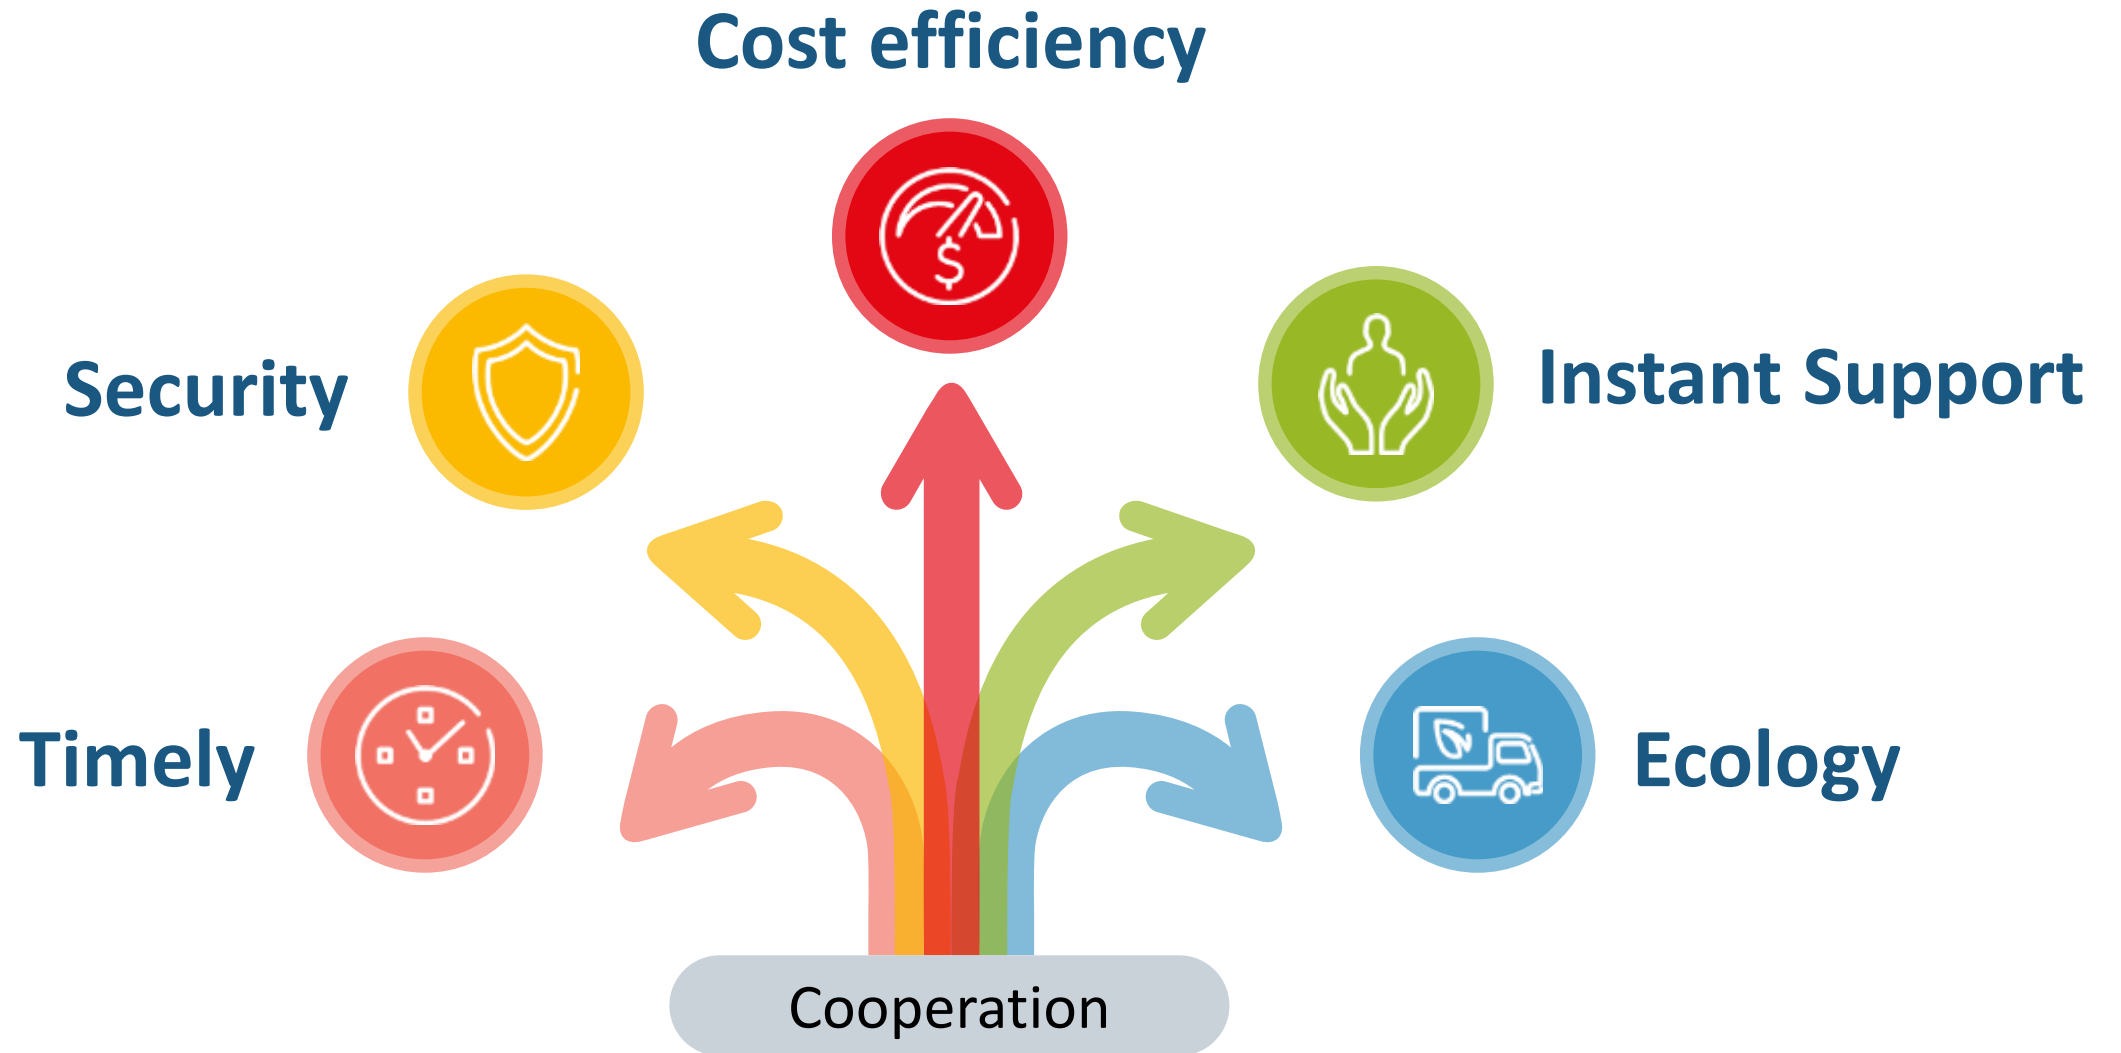 Cost efficiency
Security
Instant Support
Timely
Ecology
$
Cooperation